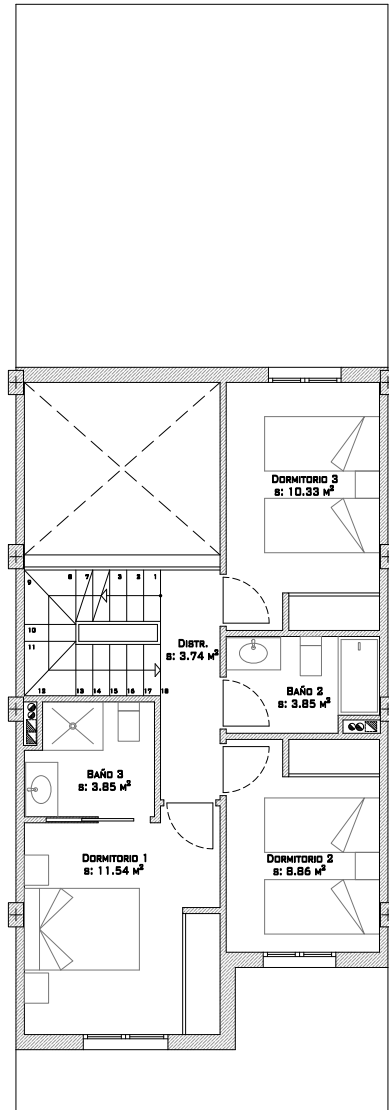 Dormitorio 3
s: 10.33 m²
9
8
7
3
2
1
10
11
Distr.
s: 3.74 m²
12
13
14
15
16
17
18
Baño 2
s: 3.85 m²
Baño 3
s: 3.85 m²
Dormitorio 1
s: 11.54 m²
Dormitorio 2
s: 8.86 m²